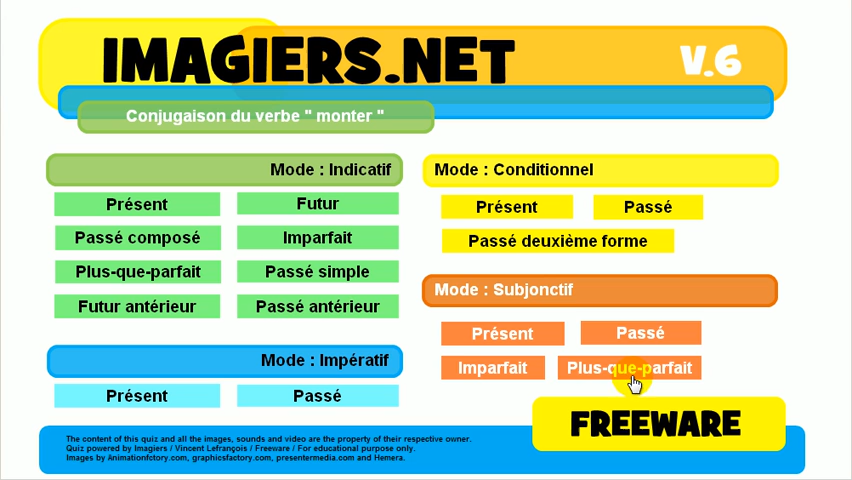 IMAGIERS.NET
V.6
Conjugaison du verbe " monter "
Mode : Indicatif
Présent
Futur
Passé composé
Imparfait
Plus-que-parfait
Passé simple
Futur antérieur
Passé antérieur
Mode : Impératif
Présent
Passé
Mode : Conditionnel
Présent
Passé
Passé deuxième forme
Mode : Subjonctif
Présent
Passé
Imparfait
Plus-que-parfait
FREEWARE
The content of this quiz and all the images, sounds and video are the property of their respective owner.
Quiz powered by Imagiers / Vincent Lefrançois / Freeware / For educational purpose only.
Images by Animationfctory.com, graphicsfactory.com, presentermedia.com and Hemera.